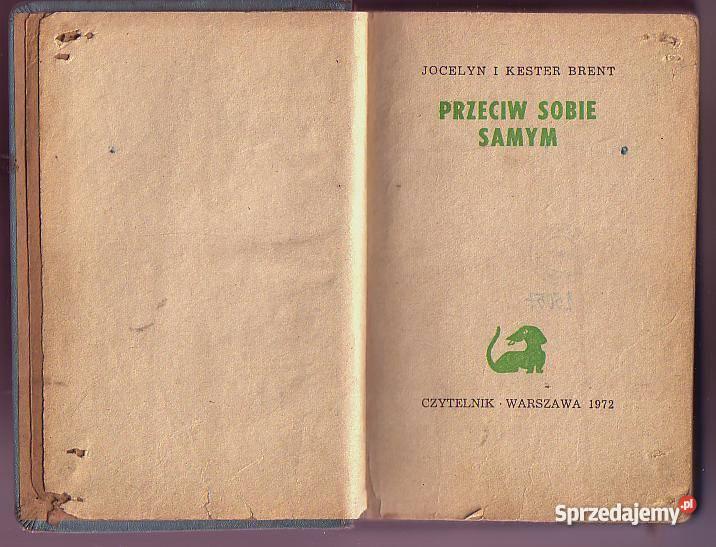 JOCELYN I KESTER BRENT
PRZECIW SOBIE
SAMYM
CZYTELNIK · WARSZAWA 1972
Sprzedajemy.pl